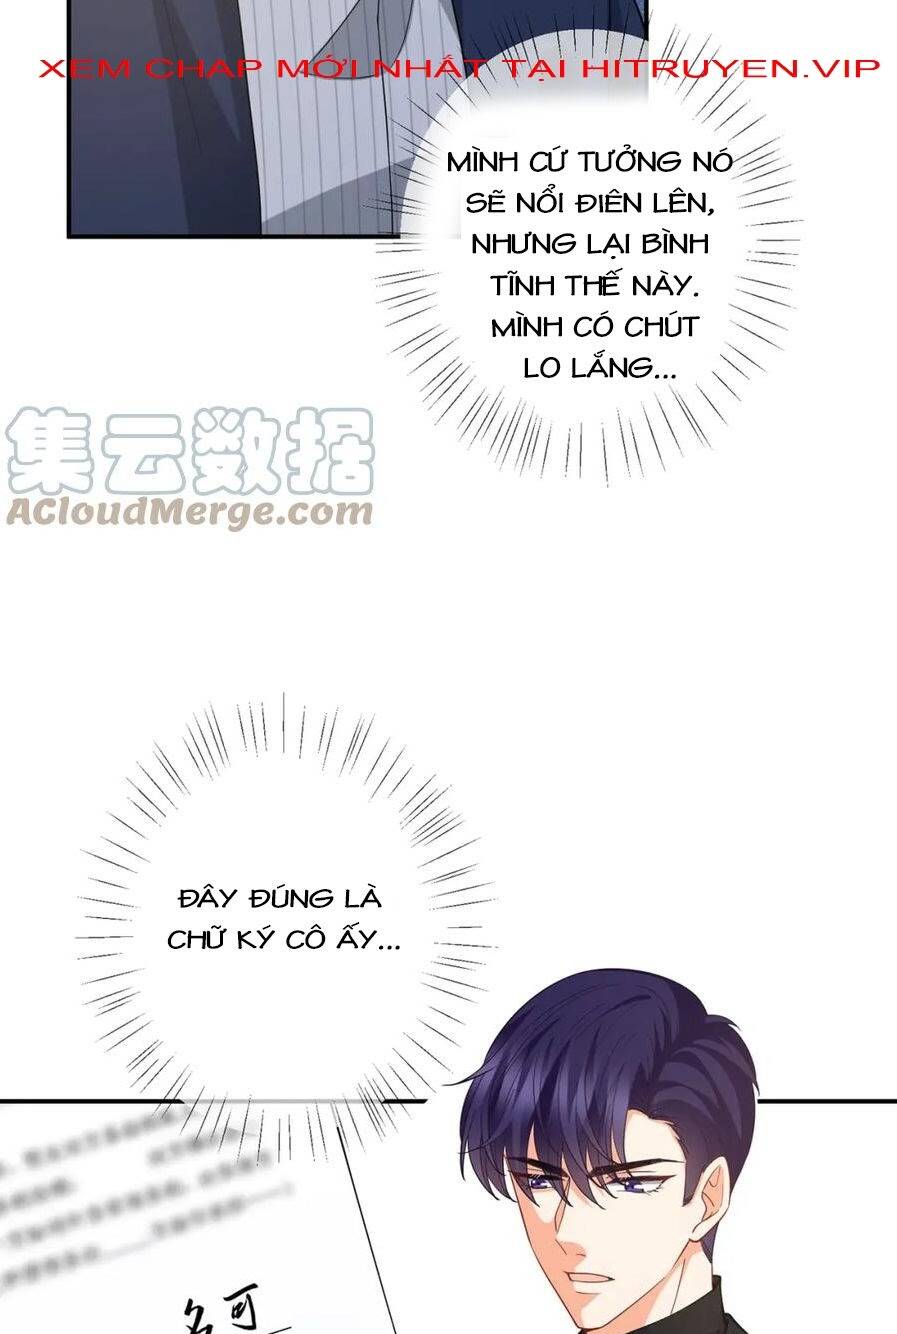 XEM CHAP MỚI NHẤT TẠI HITRUYEN.VIP
MÌNH CỨ TƯỞNG NÓ
SẼ NỔI ĐIÊN LÊN,
NHƯNG LẠI BÌNH
TĨNH THẾ NÀY.
MÌNH CÓ CHÚT
LO LẮNG...
集云数据
ACloudMerge.com
ĐÂY ĐÚNG LÀ
CHỮ KÝ CÔ ẤY...